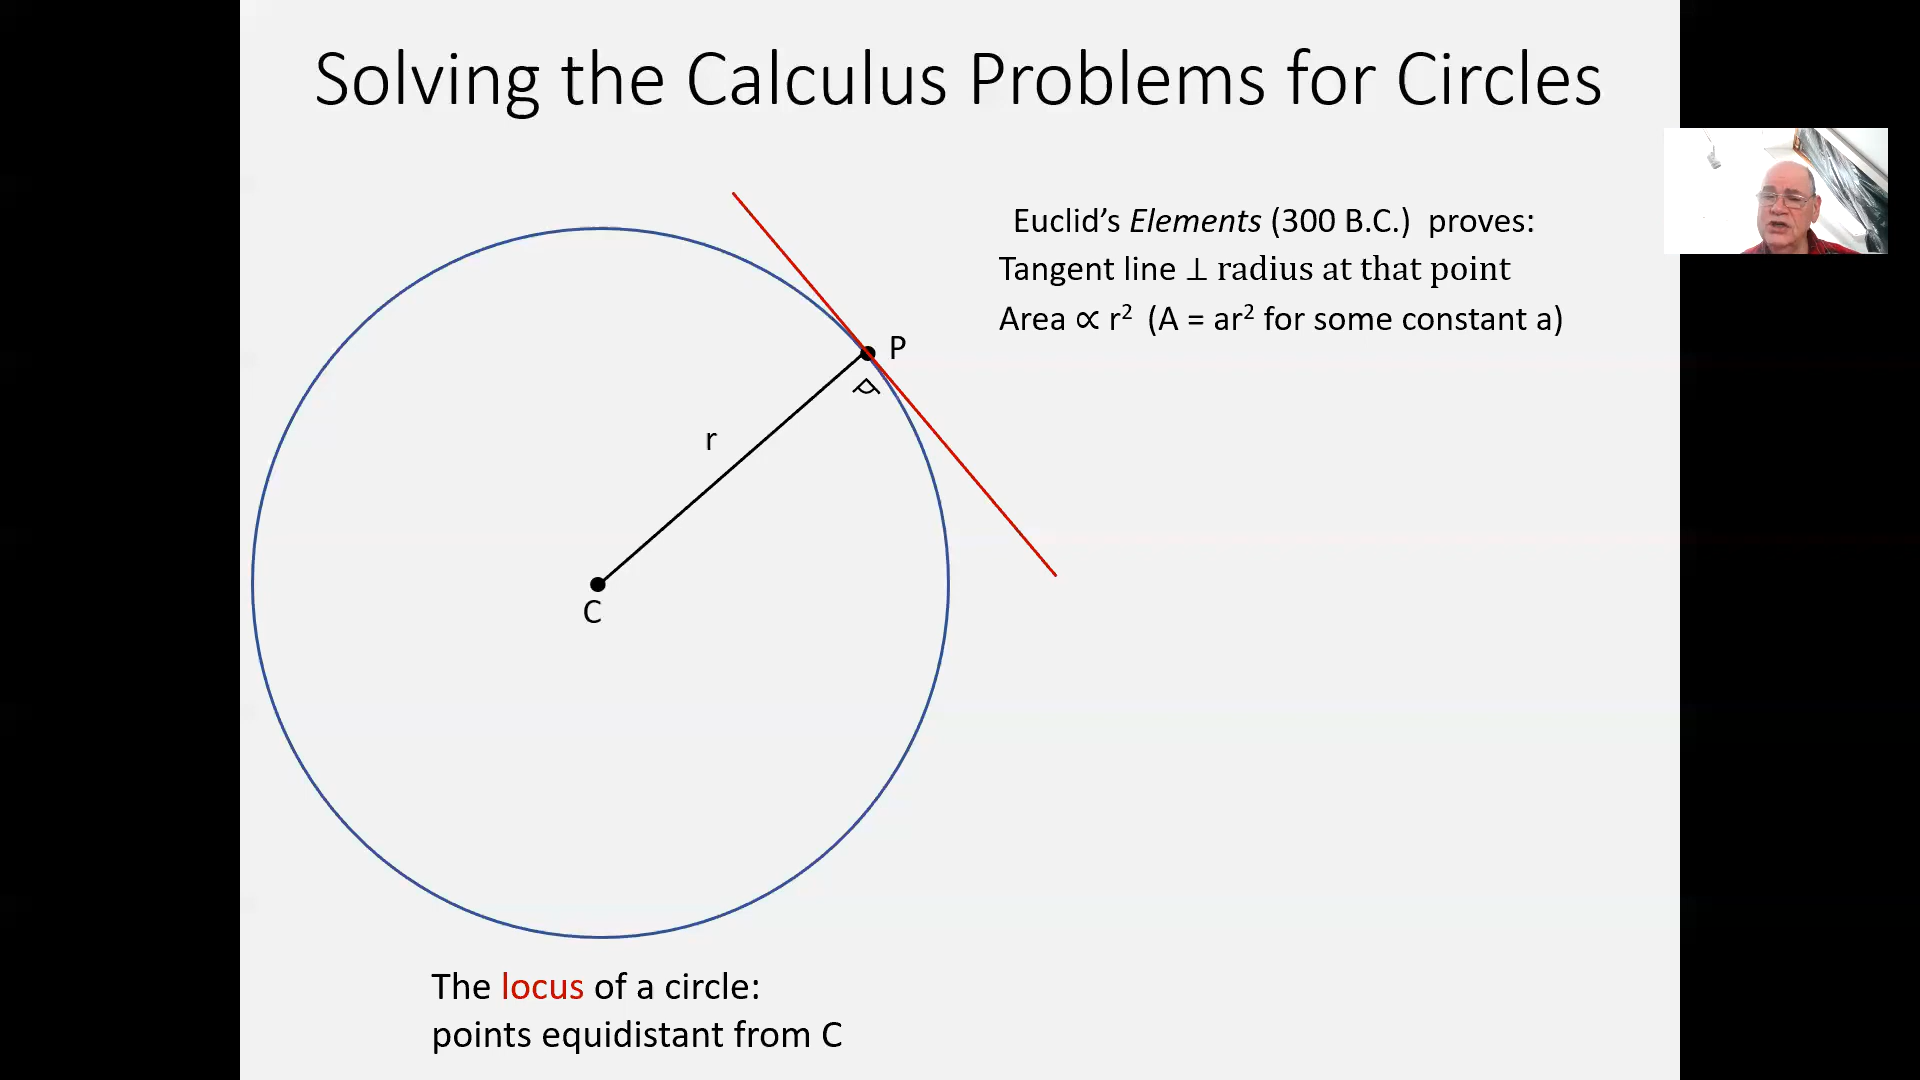 Solving the Calculus Problems for Circles
Euclid’s Elements (300 B.C.) proves:
Tangent line ⊥ radius at that point
Area ∝ r² (A = ar² for some constant a)
P
r
C
The locus of a circle:
points equidistant from C